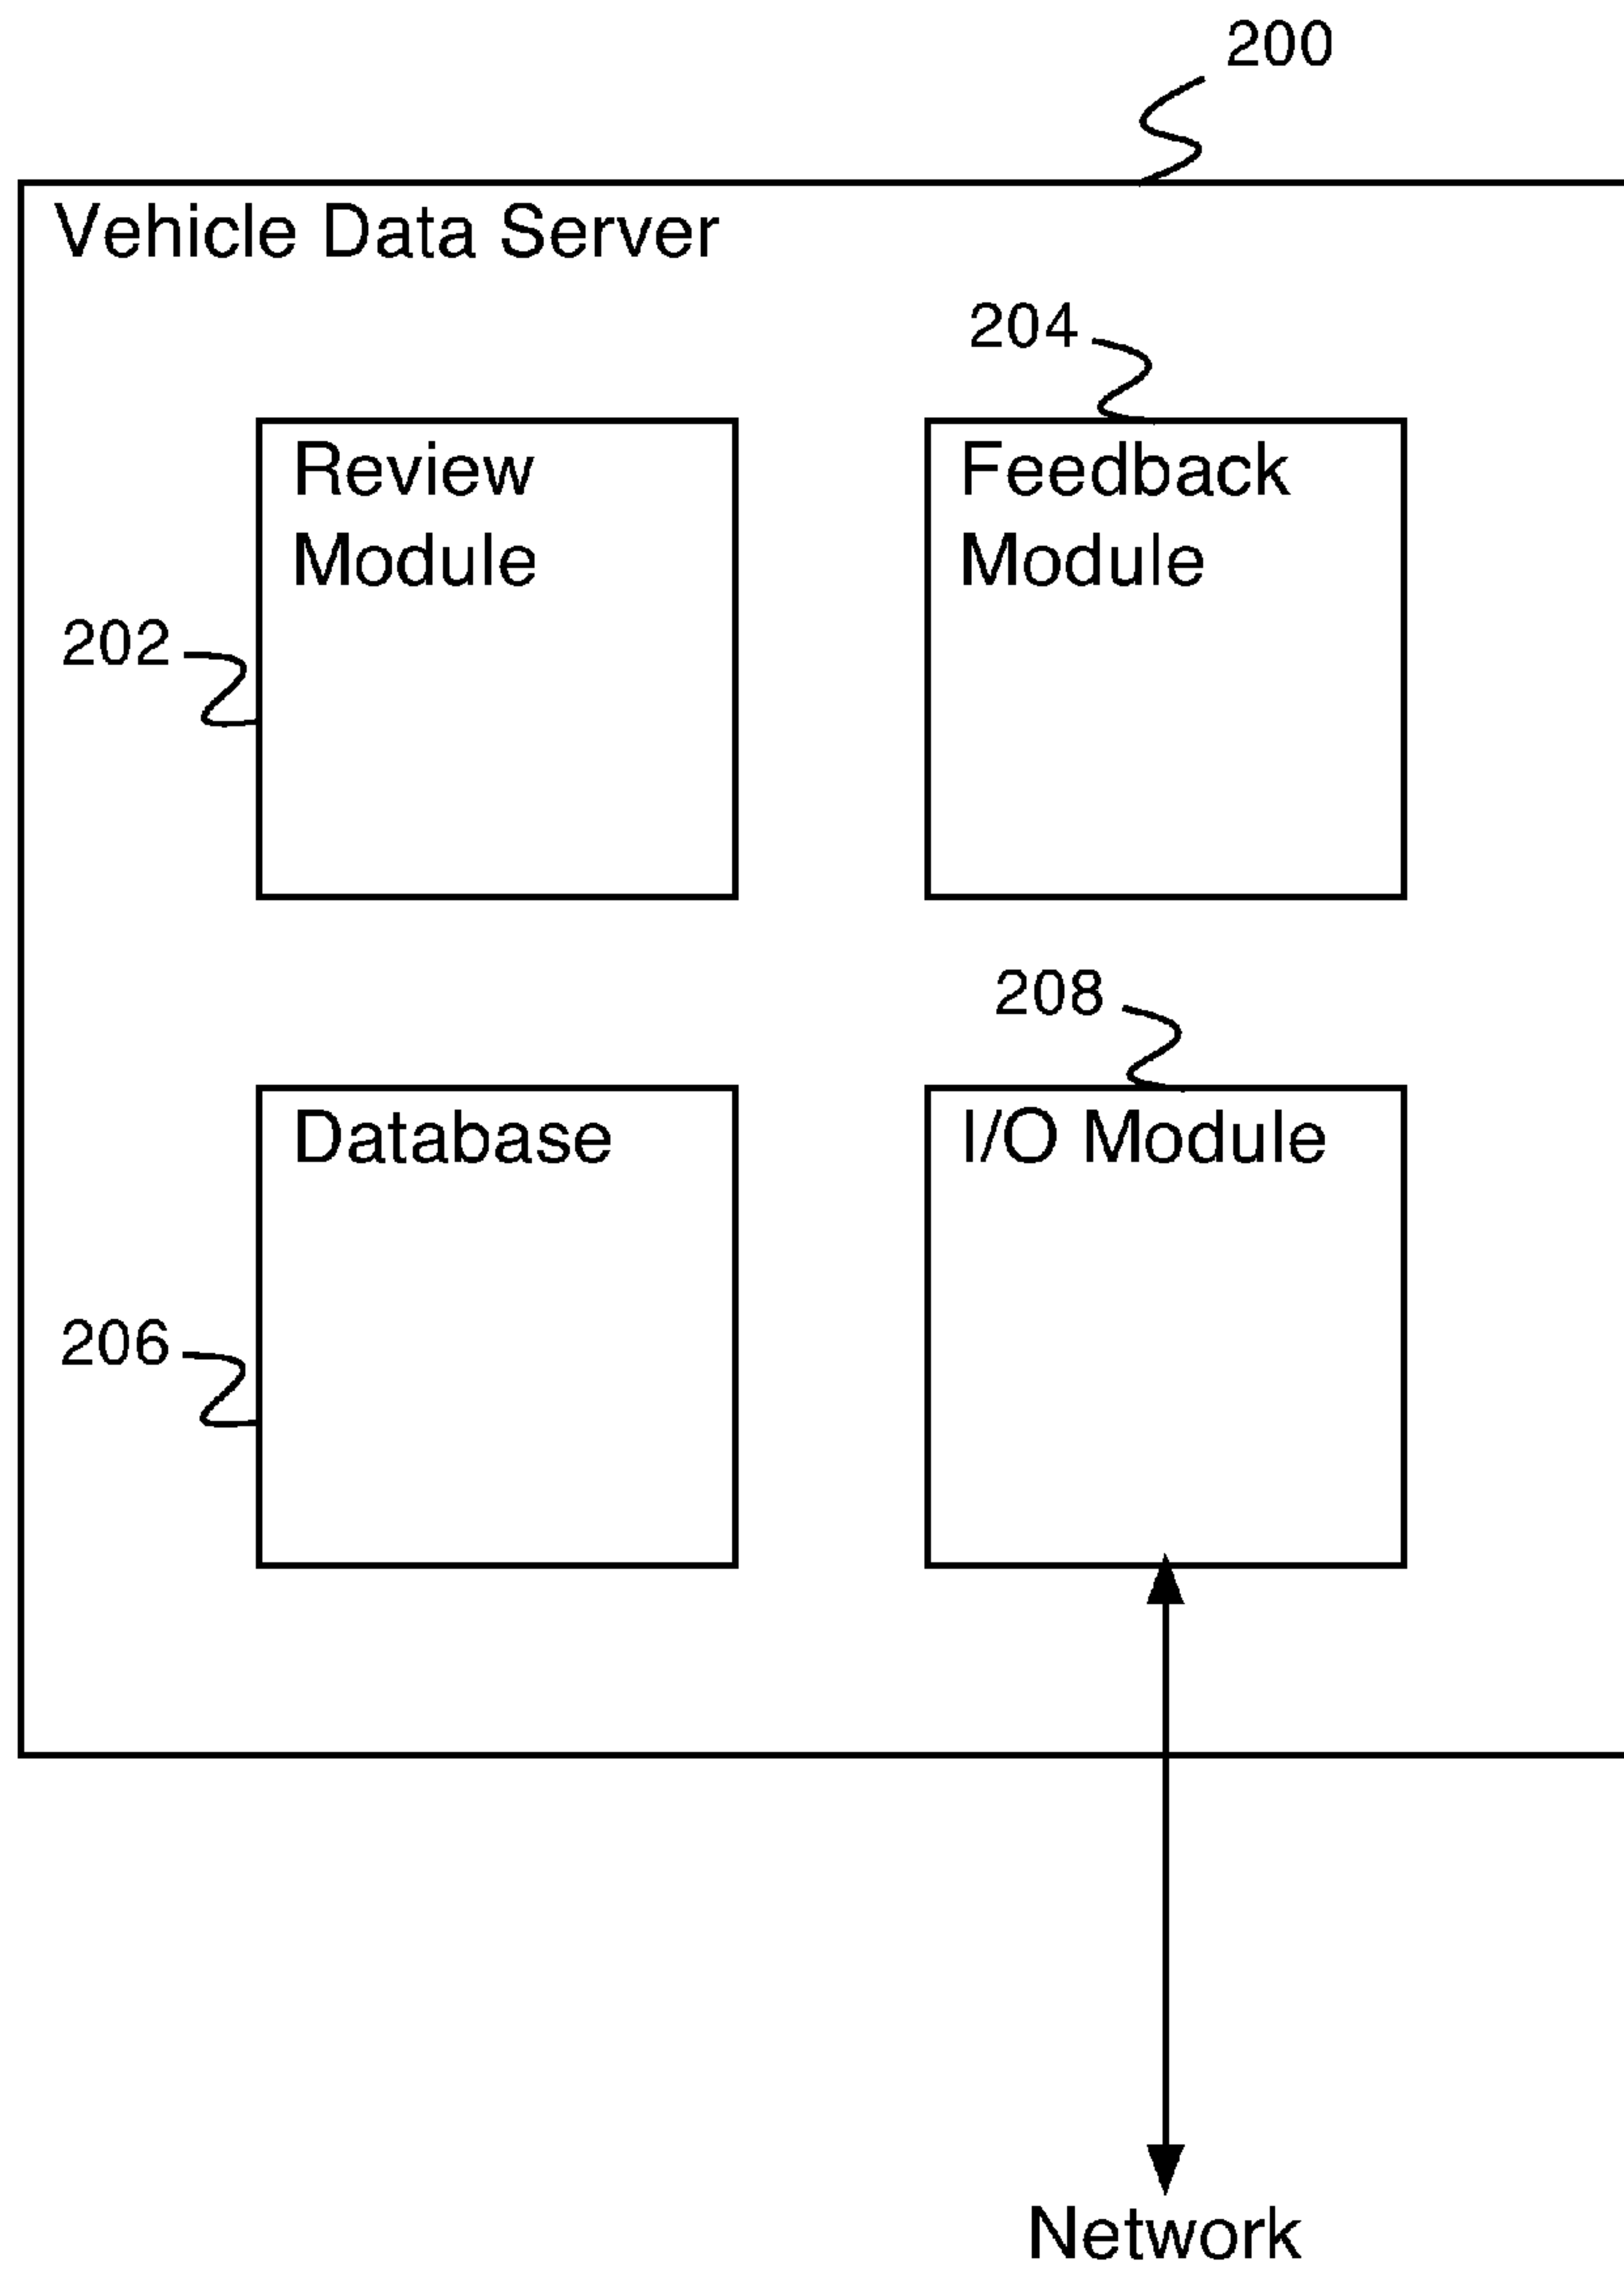 200
Vehicle Data Server
204
Review
Module
Feedback
Module
202
208
Database
I/O Module
206
Network